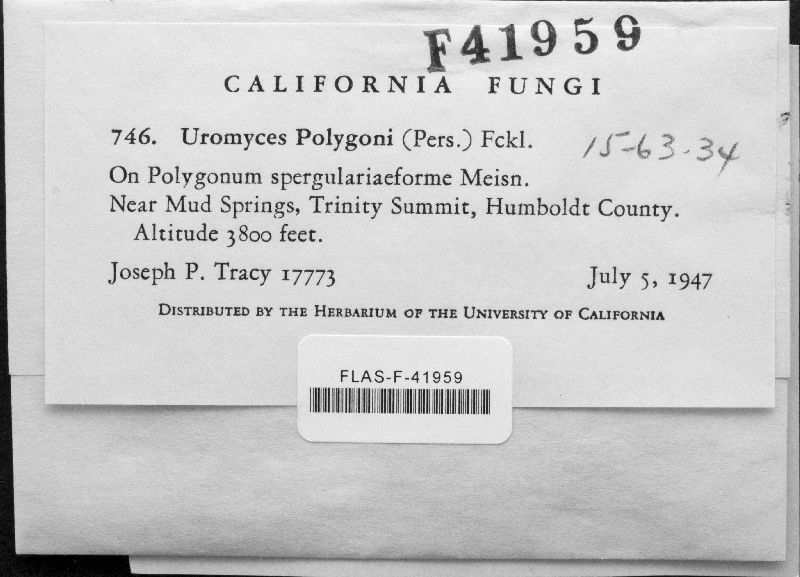 F41959
CALIFORNIA FUNGI
746. Uromyces Polygoni (Pers.) Fckl.
15-63-34
On Polygonum spergulariaeforme Meisn.
Near Mud Springs, Trinity Summit, Humboldt County.
Altitude 3800 feet.
Joseph P. Tracy 17773 July 5, 1947
DISTRIBUTED BY THE HERBARIUM OF THE UNIVERSITY OF CALIFORNIA
FLAS-F-41959